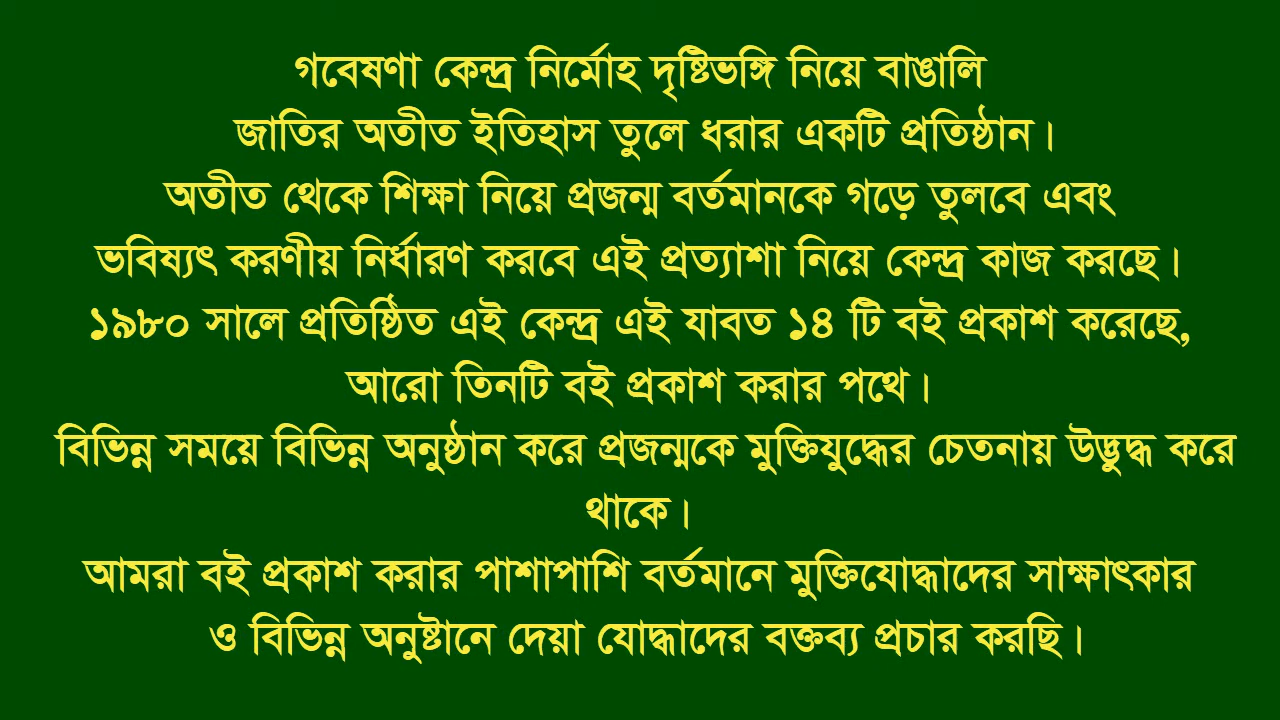 গবেষণা কেন্দ্র নির্মোহ দৃষ্টিভঙ্গি নিয়ে বাঙালি
জাতির অতীত ইতিহাস তুলে ধরার একটি প্রতিষ্ঠান।
অতীত থেকে শিক্ষা নিয়ে প্রজন্ম বর্তমানকে গড়ে তুলবে এবং
ভবিষ্যৎ করণীয় নির্ধারণ করবে এই প্রত্যাশা নিয়ে কেন্দ্র কাজ করছে।
১৯৮০ সালে প্রতিষ্ঠিত এই কেন্দ্র এই যাবত ১৪ টি বই প্রকাশ করেছে,
আরো তিনটি বই প্রকাশ করার পথে।
বিভিন্ন সময়ে বিভিন্ন অনুষ্ঠান করে প্রজন্মকে মুক্তিযুদ্ধের চেতনায় উদ্ভুদ্ধ করে
থাকে।
আমরা বই প্রকাশ করার পাশাপাশি বর্তমানে মুক্তিযোদ্ধাদের সাক্ষাৎকার
ও বিভিন্ন অনুষ্টানে দেয়া যোদ্ধাদের বক্তব্য প্রচার করছি।